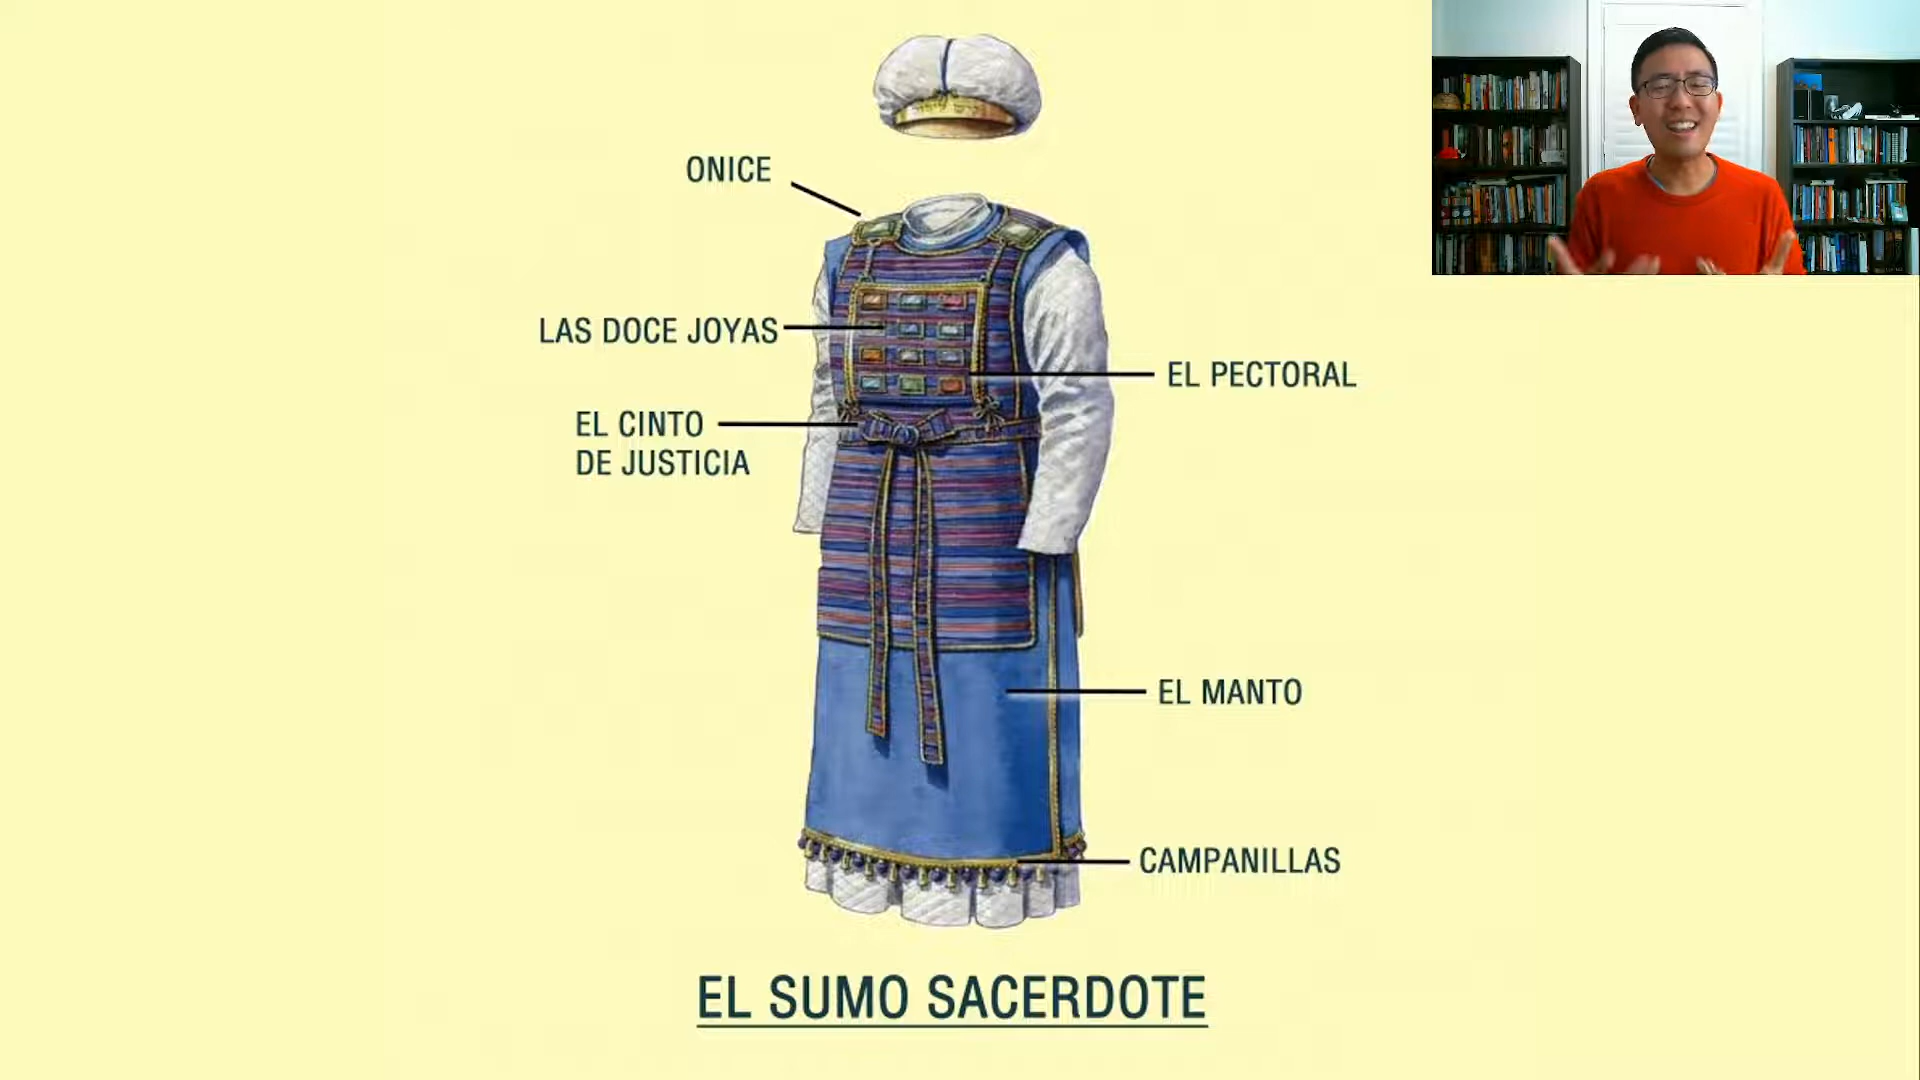 ONICE
LAS DOCE JOYAS
EL PECTORAL
EL CINTO
DE JUSTICIA
EL MANTO
CAMPANILLAS
EL SUMO SACERDOTE